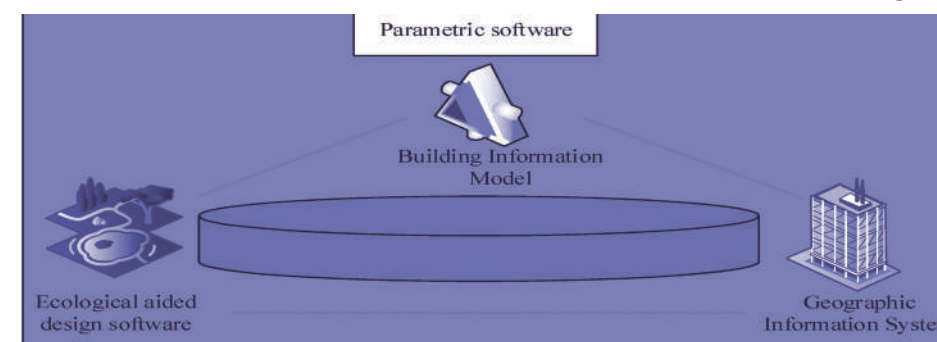 Parametric software
Building Information
Model
Ecological aided
design software
Geographic
Information Syste